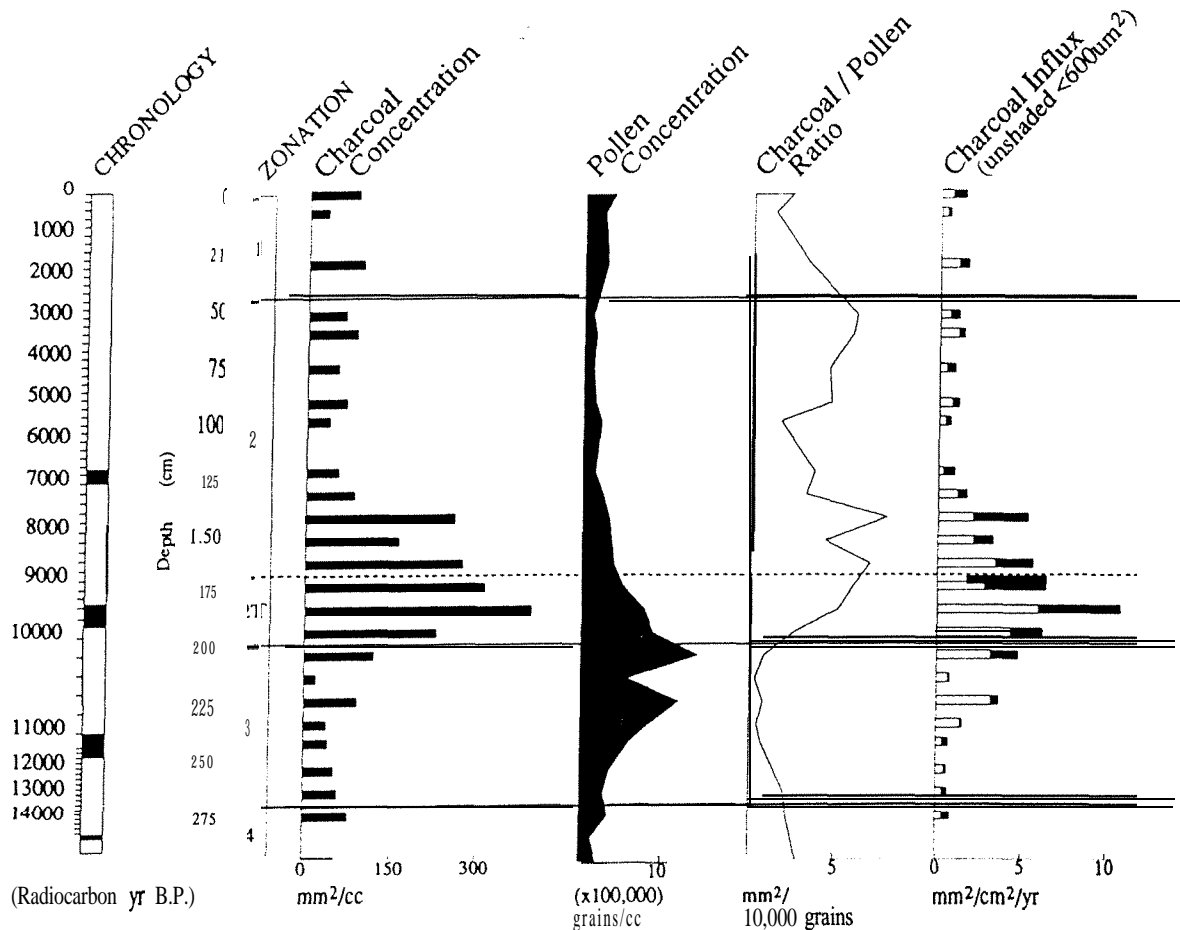 CHRONOLOGY
ZONATION
Charcoal
Concentration
Pollen
Concentration
Charcoal / Pollen
Ratio
Charcoal Influx
(unshaded <600um²)
0
1000
2000
3000
4000
5000
6000
7000
8000
9000
10000
11000
12000
13000
14000
(Radiocarbon yr B.P.)
Depth (cm)
75
100
125
1.50
175
200
225
250
275
2
3
4
0 150 300
mm²/cc
10
(x100,000)
grains/cc
5
mm²/
10,000 grains
0 5 10
mm²/cm²/yr